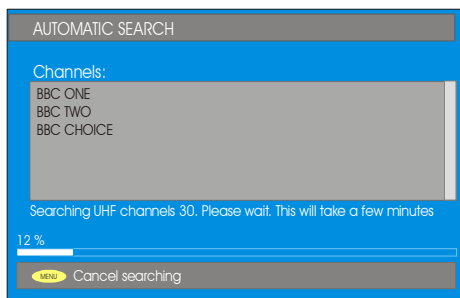 AUTOMATIC SEARCH
Channels:
BBC ONE
BBC TWO
BBC CHOICE
Searching UHF channels 30. Please wait. This will take a few minutes
12 %
MENU Cancel searching